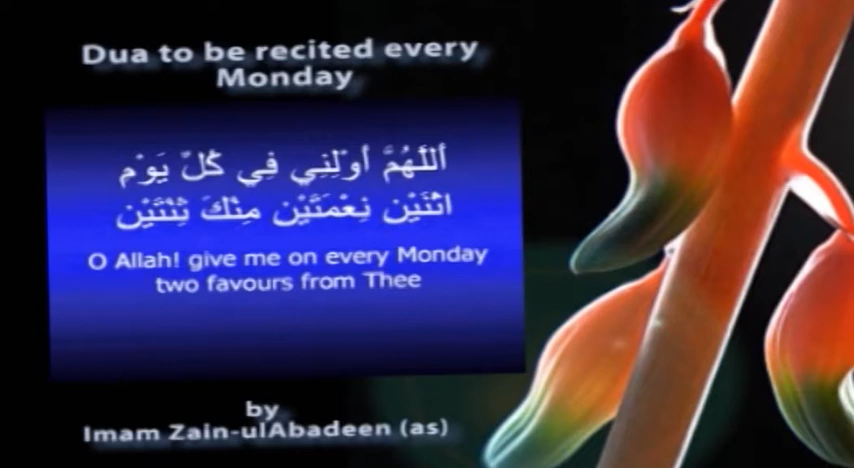 Dua to be recited every
Monday
أَللّٰهُمَّ أَوْلِنِي فِي كُلِّ يَوْمِ
اثْنَيْنِ نِعْمَتَيْنِ مِنْكَ ثِنْتَيْنِ
O Allah! give me on every Monday
two favours from Thee
by
Imam Zain-ulAbadeen (as)